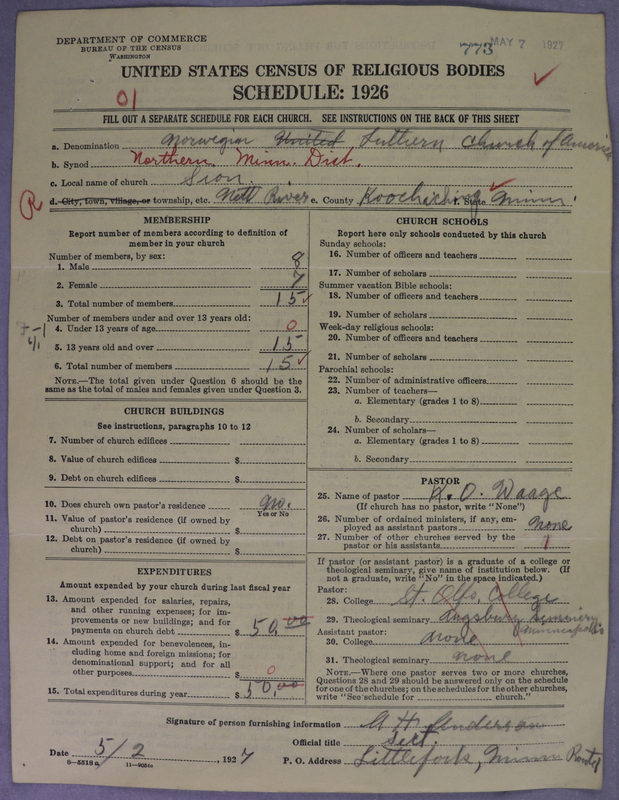 DEPARTMENT OF COMMERCE
BUREAU OF THE CENSUS
WASHINGTON
773 MAY 7 1927
UNITED STATES CENSUS OF RELIGIOUS BODIES
SCHEDULE: 1926
01
FILL OUT A SEPARATE SCHEDULE FOR EACH CHURCH. SEE INSTRUCTIONS ON THE BACK OF THIS SHEET
a. Denomination Norwegian United Luthern Church of America
b. Synod Northern Minn. Dist.
c. Local name of church Sion
d. City, town, village, or township, etc. Nett River e. County Koochiching f. State Minn.
R
MEMBERSHIP
Report number of members according to definition of
member in your church
Number of members, by sex:
1. Male 8
2. Female 7
3. Total number of members 15
Number of members under and over 13 years old:
4. Under 13 years of age 0
5. 13 years old and over 15
6. Total number of members 15
NOTE.—The total given under Question 6 should be the
same as the total of males and females given under Question 3.
CHURCH BUILDINGS
See instructions, paragraphs 10 to 12
7. Number of church edifices
8. Value of church edifices $
9. Debt on church edifices $
10. Does church own pastor's residence no.
Yes or No
11. Value of pastor's residence (if owned by
church) $
12. Debt on pastor's residence (if owned by
church) $
EXPENDITURES
Amount expended by your church during last fiscal year
13. Amount expended for salaries, repairs,
and other running expenses; for im-
provements or new buildings; and for
payments on church debt $ 50.00
14. Amount expended for benevolences, in-
cluding home and foreign missions; for
denominational support; and for all
other purposes $ 0
15. Total expenditures during year $ 50.00
CHURCH SCHOOLS
Report here only schools conducted by this church
Sunday schools:
16. Number of officers and teachers
17. Number of scholars
Summer vacation Bible schools:
18. Number of officers and teachers
19. Number of scholars
Week-day religious schools:
20. Number of officers and teachers
21. Number of scholars
Parochial schools:
22. Number of administrative officers
23. Number of teachers—
a. Elementary (grades 1 to 8)
b. Secondary
24. Number of scholars—
a. Elementary (grades 1 to 8)
b. Secondary
PASTOR
25. Name of pastor K. O. Waage
(If church has no pastor, write "None")
26. Number of ordained ministers, if any, em-
ployed as assistant pastors none
27. Number of other churches served by the
pastor or his assistants 1
If pastor (or assistant pastor) is a graduate of a college or
theological seminary, give name of institution below. (If
not a graduate, write "No" in the space indicated.)
Pastor:
28. College St. Olfs College
29. Theological seminary Augsbury Seminery
Minneapolis
Assistant pastor:
30. College none
31. Theological seminary none
NOTE.—Where one pastor serves two or more churches,
Questions 28 and 29 should be answered only on the schedule
for one of the churches; on the schedules for the other churches,
write "See schedule for church."
Signature of person furnishing information A H Anderson
Official title Sect.
Date 5/2, 1927 P. O. Address Littlefork, Minn Route 1
8-5518 a 11-9054